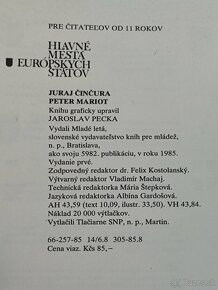 PRE ČITATEĽOV OD 11 ROKOV
HLAVNÉ
MESTÁ
EURÓPSKYCH
ŠTÁTOV
JURAJ ČINČURA
PETER MARIOT
Knihu graficky upravil
JAROSLAV PECKA
Vydali Mladé letá,
slovenské vydavateľstvo kníh pre mládež,
n. p., Bratislava,
ako svoju 5982. publikáciu, v roku 1985.
Vydanie prvé.
Zodpovedný redaktor dr. Felix Kostolanský.
Výtvarný redaktor Vladimír Machaj.
Technická redaktorka Mária Štepková.
Jazyková redaktorka Albína Gardošová.
AH 43,59 (text 10,09, ilustr. 33,50). VH 43,84.
Náklad 20 000 výtlačkov.
Vytlačili Tlačiarne SNP, n. p., Martin.
66-257-85 14/6.8 305-85.8
Cena viaz. Kčs 85,—